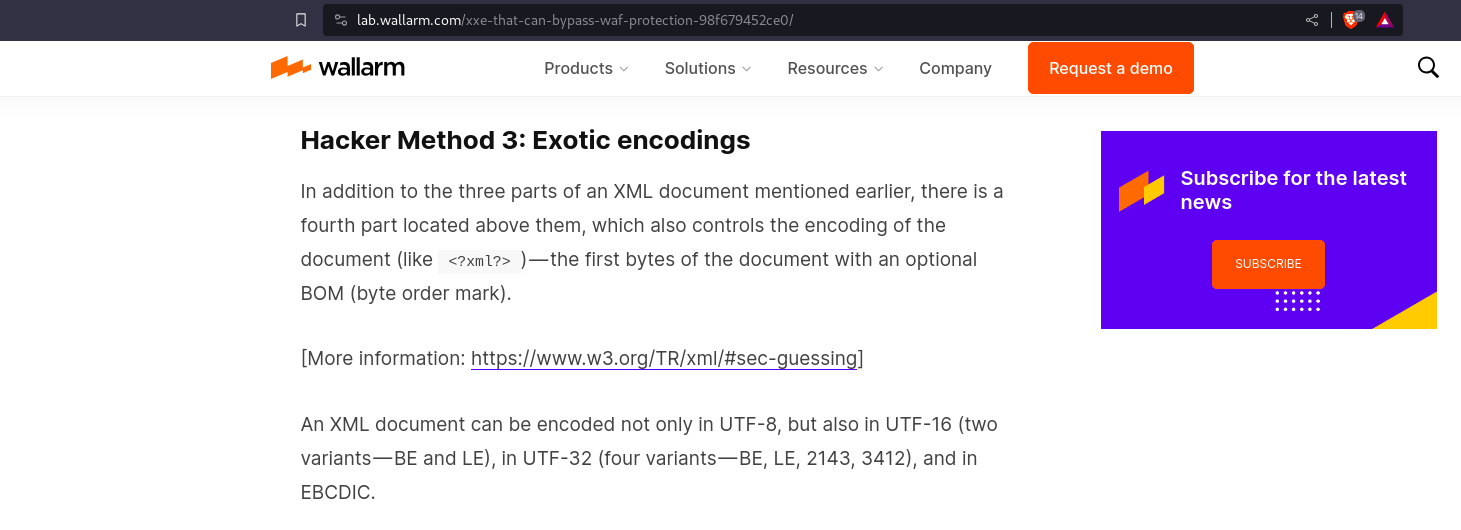 lab.wallarm.com/xxe-that-can-bypass-waf-protection-98f679452ce0/
14
wallarm
Products
Solutions
Resources
Company
Request a demo
Hacker Method 3: Exotic encodings
In addition to the three parts of an XML document mentioned earlier, there is a
fourth part located above them, which also controls the encoding of the
document (like <?xml?> )—the first bytes of the document with an optional
BOM (byte order mark).
[More information: https://www.w3.org/TR/xml/#sec-guessing]
An XML document can be encoded not only in UTF-8, but also in UTF-16 (two
variants—BE and LE), in UTF-32 (four variants—BE, LE, 2143, 3412), and in
EBCDIC.
Subscribe for the latest
news
SUBSCRIBE